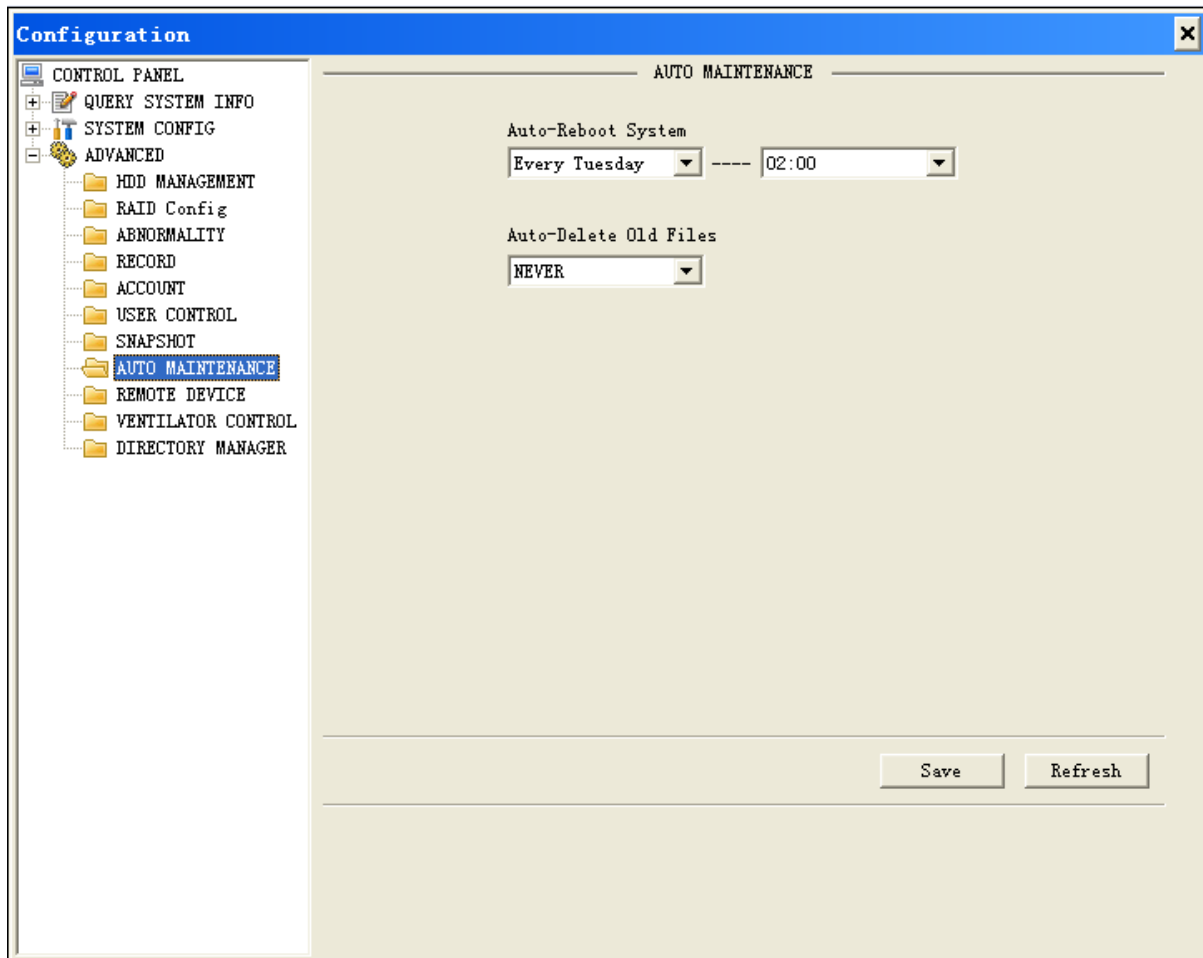 Configuration
CONTROL PANEL
QUERY SYSTEM INFO
SYSTEM CONFIG
ADVANCED
HDD MANAGEMENT
RAID Config
ABNORMALITY
RECORD
ACCOUNT
USER CONTROL
SNAPSHOT
AUTO MAINTENANCE
REMOTE DEVICE
VENTILATOR CONTROL
DIRECTORY MANAGER
AUTO MAINTENANCE
Auto-Reboot System
Every Tuesday ---- 02:00
Auto-Delete Old Files
NEVER
Save Refresh